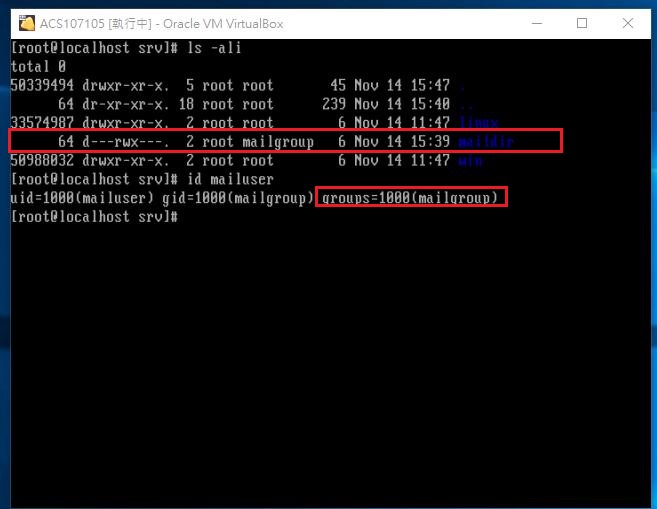 ACS107105 [執行中] - Oracle VM VirtualBox
[root@localhost srv]# ls -ali
total 0
50339494 drwxr-xr-x.  5 root root       45 Nov 14 15:47 .
      64 dr-xr-xr-x. 18 root root      239 Nov 14 15:40 ..
33574987 drwxr-xr-x.  2 root root        6 Nov 14 11:47 linux
      64 d---rwx---.  2 root mailgroup   6 Nov 14 15:39 maildir
50988032 drwxr-xr-x.  2 root root        6 Nov 14 11:47 win
[root@localhost srv]# id mailuser
uid=1000(mailuser) gid=1000(mailgroup) groups=1000(mailgroup)
[root@localhost srv]#